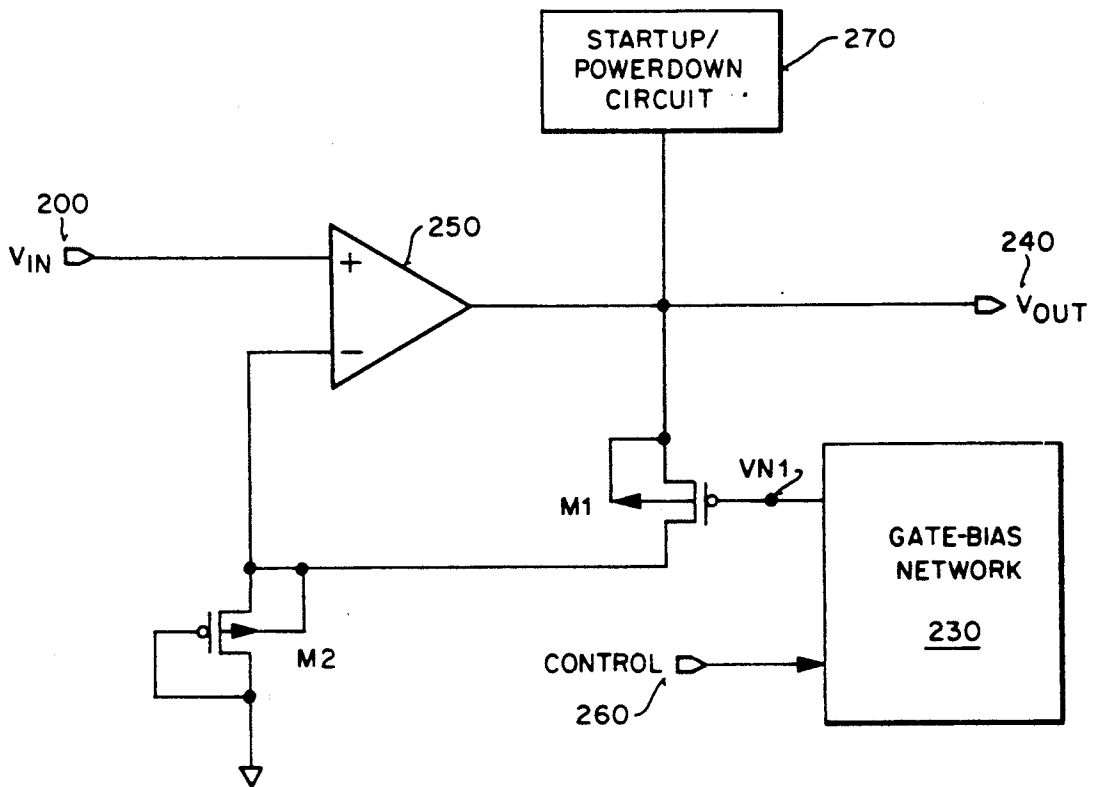 STARTUP/
POWERDOWN
CIRCUIT
270
200
VIN
+
250
−
240
VOUT
VN1
M1
GATE-BIAS
NETWORK
230
M2
CONTROL
260